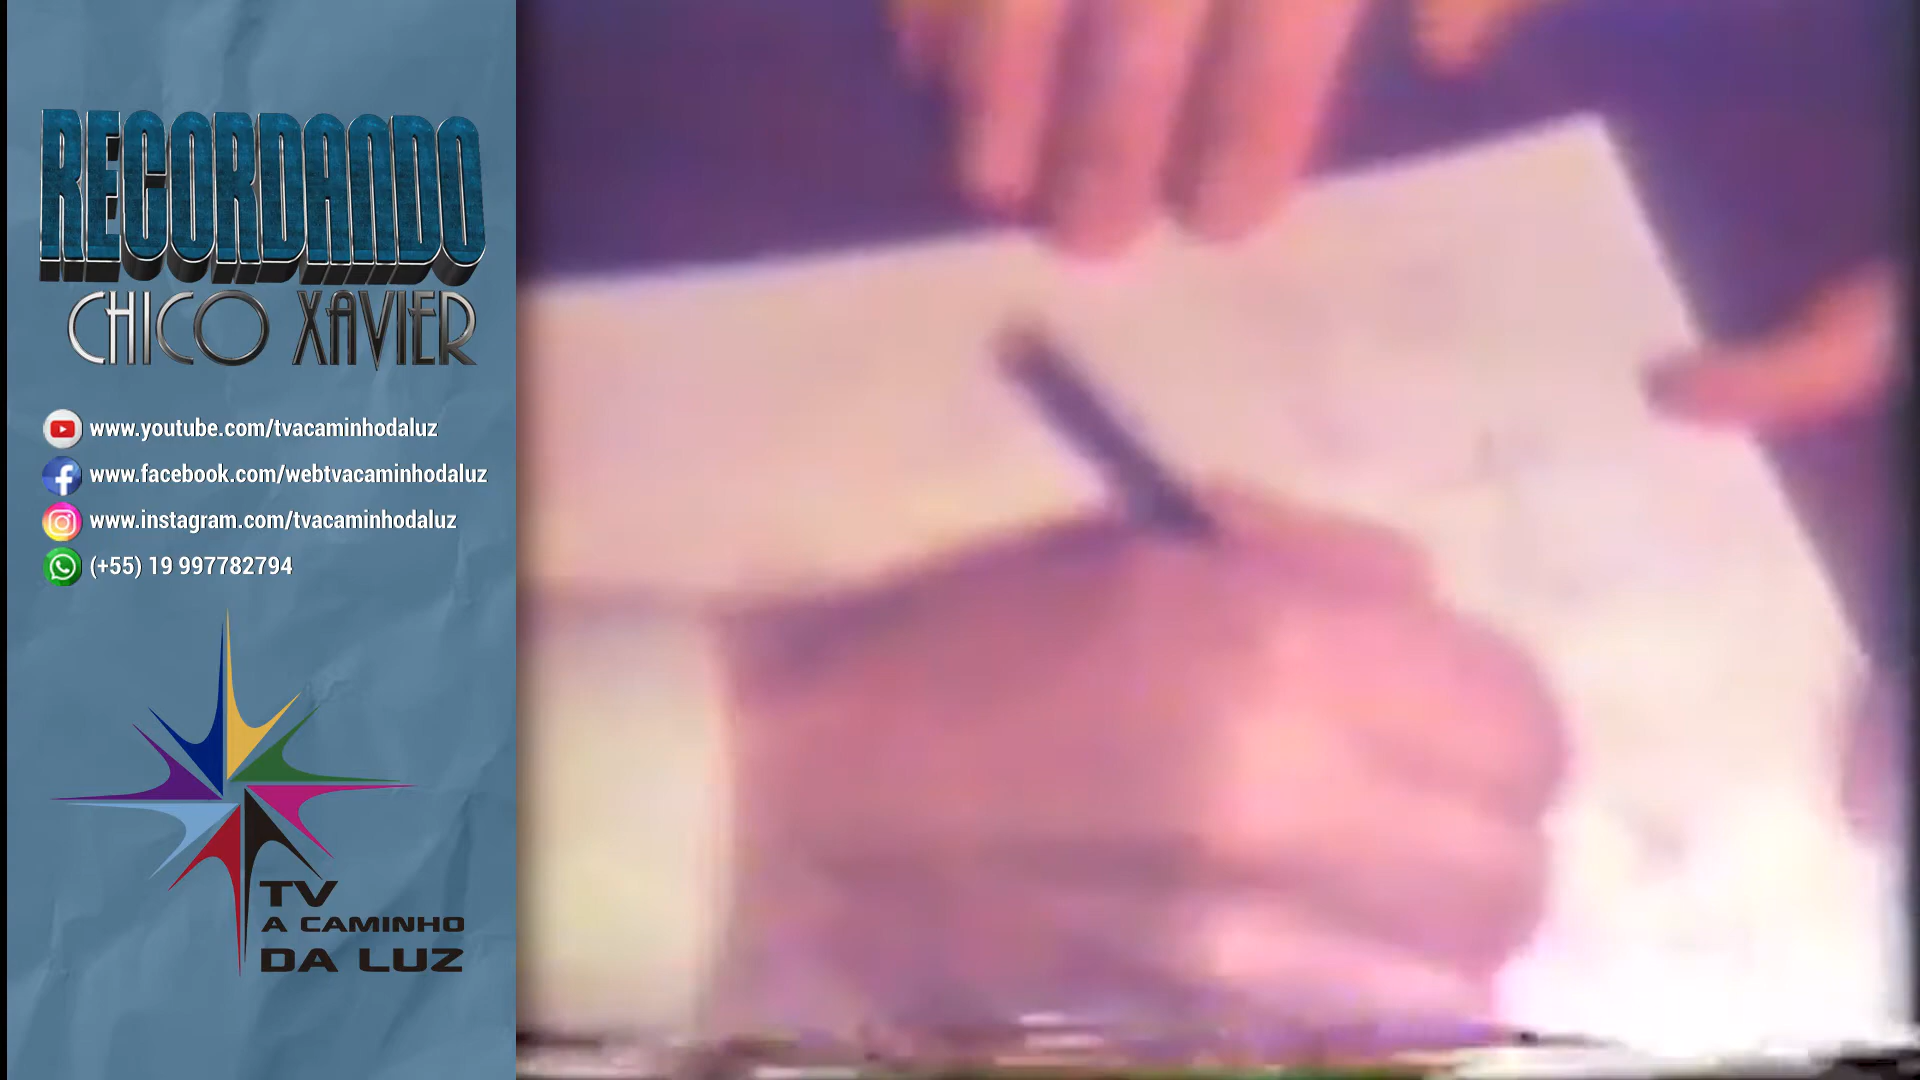 RECORDANDO
CHICO XAVIER
www.youtube.com/tvacaminhodaluz
www.facebook.com/webtvacaminhodaluz
www.instagram.com/tvacaminhodaluz
(+55) 19 997782794
TV
A CAMINHO
DA LUZ